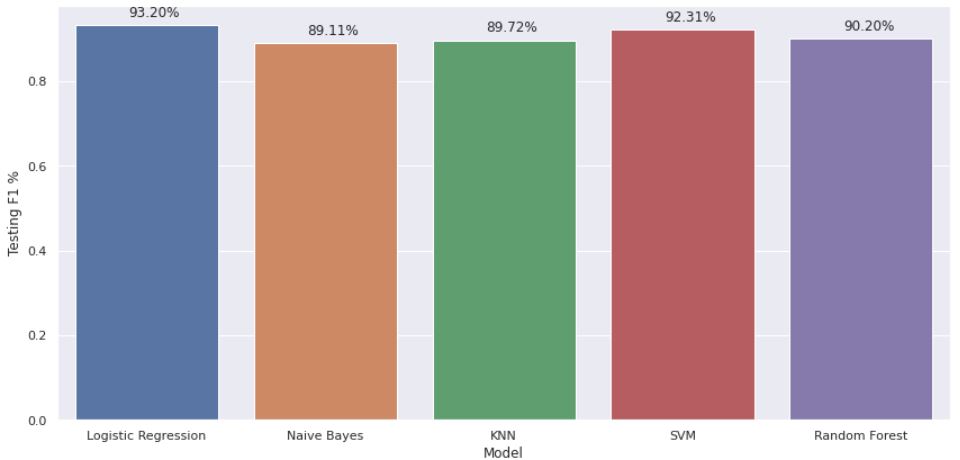 93.20%
89.11%
89.72%
92.31%
90.20%
0.8
0.6
0.4
0.2
0.0
Testing F1 %
Logistic Regression
Naive Bayes
KNN
SVM
Random Forest
Model